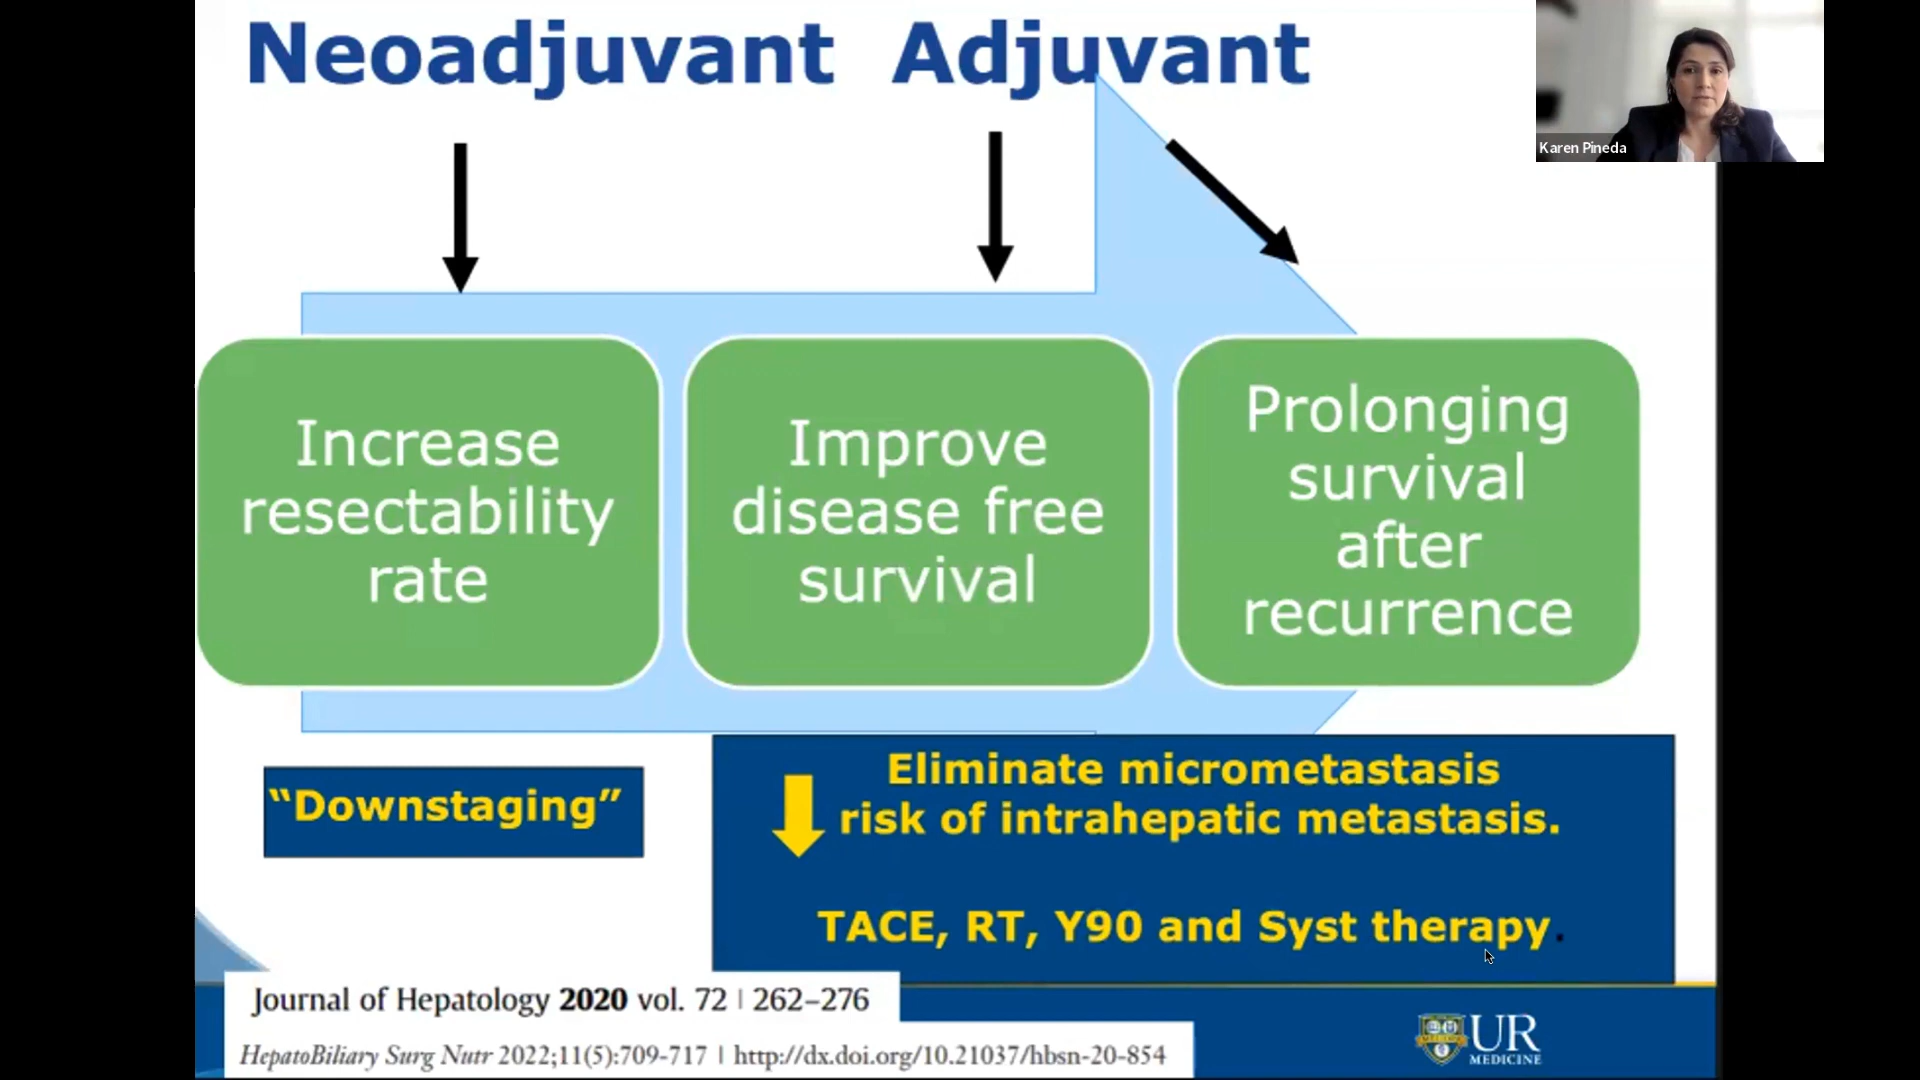 Neoadjuvant Adjuvant
Karen Pineda
Increase
resectability
rate
Improve
disease free
survival
Prolonging
survival
after
recurrence
“Downstaging”
Eliminate micrometastasis
risk of intrahepatic metastasis.
TACE, RT, Y90 and Syst therapy.
Journal of Hepatology 2020 vol. 72 | 262–276
HepatoBiliary Surg Nutr 2022;11(5):709-717 | http://dx.doi.org/10.21037/hbsn-20-854
UR
MEDICINE